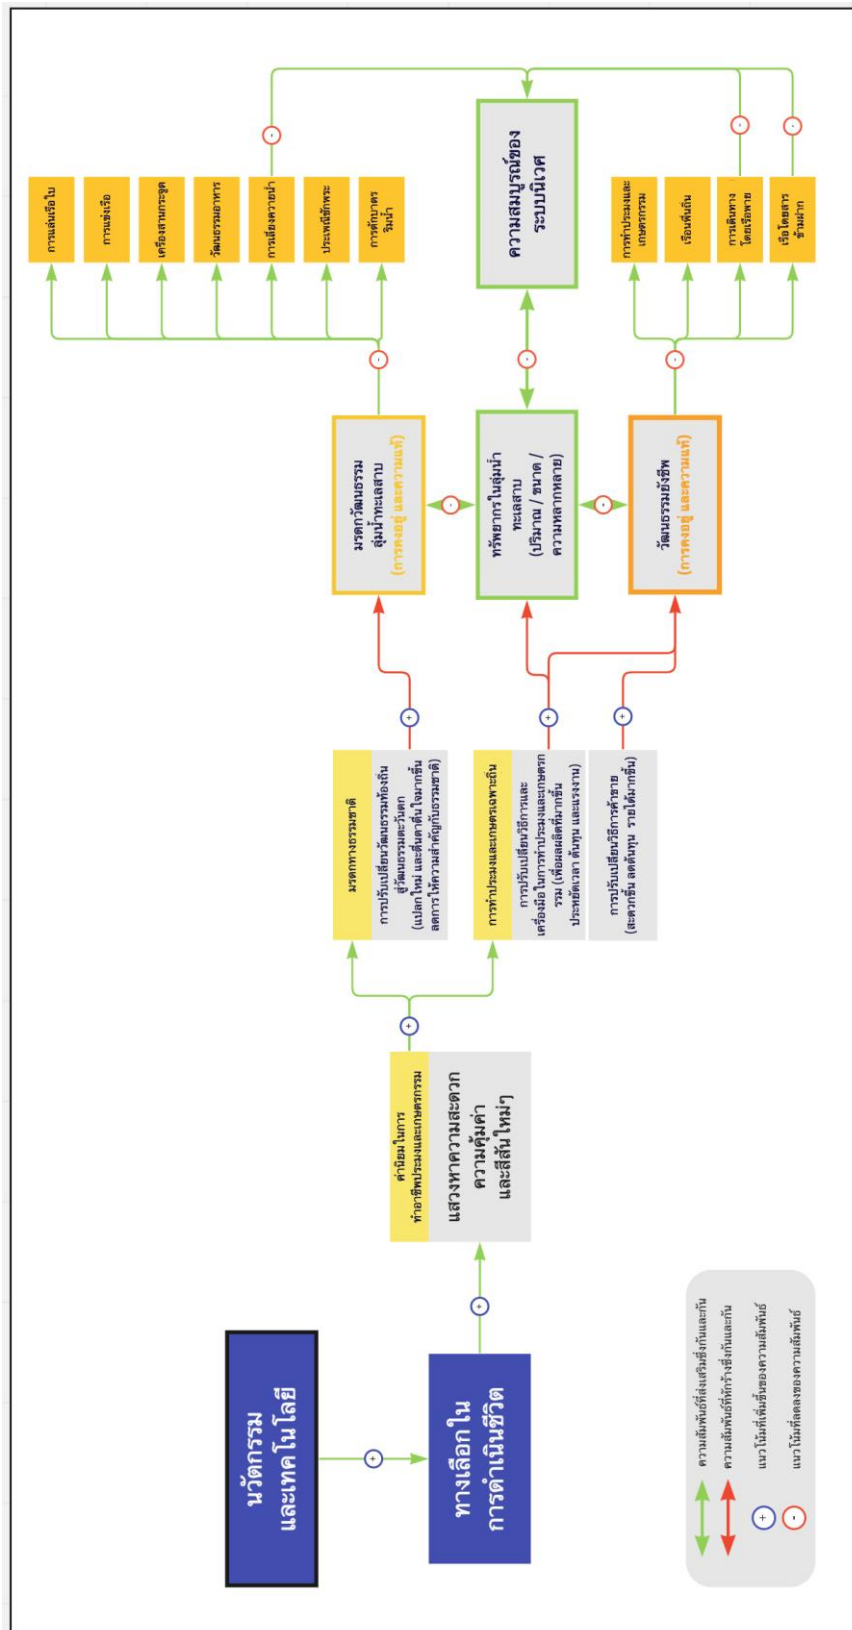 นวัตกรรม
และเทคโนโลยี
ทางเลือกใน
การดำเนินชีวิต
+
+
ค่านิยมในการ
ทำอาชีพประมงและเกษตรกรรม
แสวงหาความสะดวก
ความคุ้มค่า
และสีสันใหม่ๆ
+
มรดกทางธรรมชาติ
การปรับเปลี่ยนวัฒนธรรมท้องถิ่น
สู่วัฒนธรรมตะวันตก
(แปลกใหม่ และตื่นตาตื่นใจมากขึ้น
ลดการให้ความสำคัญกับธรรมชาติ)
+
การทำประมงและเกษตรเฉพาะถิ่น
การปรับเปลี่ยนวิธีการและ
เครื่องมือในการทำประมงและเกษตรก
รรม (เพื่อผลผลิตที่มากขึ้น
ประหยัดเวลา ต้นทุน และแรงงาน)
+
การปรับเปลี่ยนวิธีการค้าขาย
(สะดวกขึ้น ลดต้นทุน รายได้มากขึ้น)
+
มรดกวัฒนธรรม
ลุ่มน้ำทะเลสาบ
(การคงอยู่ และความแท้)
-
ทรัพยากรในลุ่มน้ำ
ทะเลสาบ
(ปริมาณ / ขนาด /
ความหลากหลาย)
-
วัฒนธรรมยังชีพ
(การคงอยู่ และความแท้)
-
-
-
การแล่นเรือใบ
การแข่งเรือ
เครื่องสานกระจูด
วัฒนธรรมอาหาร
การเลี้ยงควายน้ำ
ประเพณีชักพระ
การตักบาตร
ริมน้ำ
-
ความสมบูรณ์ของ
ระบบนิเวศ
การทำประมงและ
เกษตรกรรม
เรือนพื้นถิ่น
การเดินทาง
โดยเรือพาย
เรือโดยสาร
ข้ามฟาก
-
-
ความสัมพันธ์ที่ส่งเสริมซึ่งกันและกัน
ความสัมพันธ์ที่หักร้างซึ่งกันและกัน
+
แนวโน้มที่เพิ่มขึ้นของความสัมพันธ์
-
แนวโน้มที่ลดลงของความสัมพันธ์